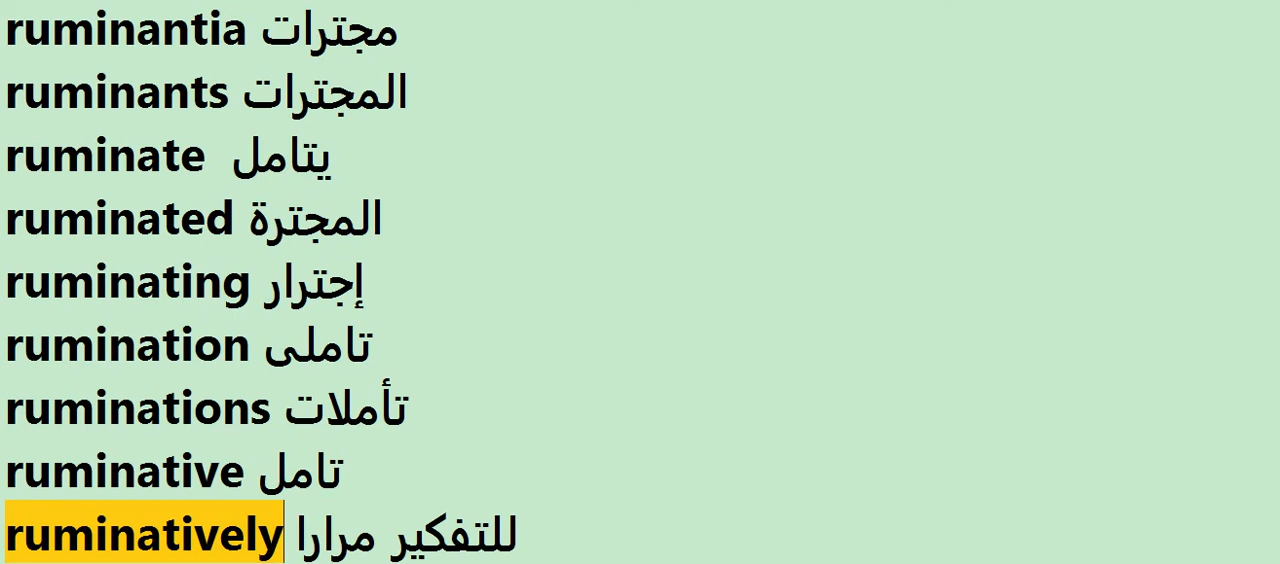 ruminantia مجترات
ruminants المجترات
ruminate يتامل
ruminated المجترة
ruminating إجترار
rumination تاملى
ruminations تأملات
ruminative تامل
ruminatively للتفكير مرارا